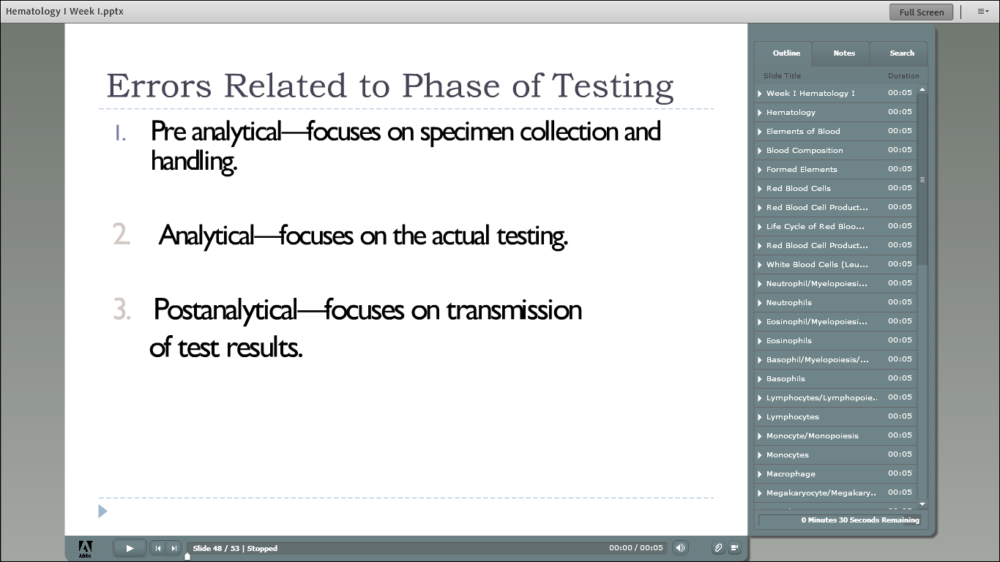 Hematology I Week I.pptx
Full Screen
Errors Related to Phase of Testing
1. Pre analytical—focuses on specimen collection and
handling.
2. Analytical—focuses on the actual testing.
3. Postanalytical—focuses on transmission
of test results.
Outline Notes Search
Slide Title Duration
Week I Hematology I 00:05
Hematology 00:05
Elements of Blood 00:05
Blood Composition 00:05
Formed Elements 00:05
Red Blood Cells 00:05
Red Blood Cell Product... 00:05
Life Cycle of Red Bloo... 00:05
Red Blood Cell Product... 00:05
White Blood Cells (Leu... 00:05
Neutrophil/Myelopoiesi... 00:05
Neutrophils 00:05
Eosinophil/Myelopoiesi... 00:05
Eosinophils 00:05
Basophil/Myelopoiesis/... 00:05
Basophils 00:05
Lymphocytes/Lymphopoie.. 00:05
Lymphocytes 00:05
Monocyte/Monopoiesis 00:05
Monocytes 00:05
Macrophage 00:05
Megakaryocyte/Megakary.. 00:05
0 Minutes 30 Seconds Remaining
Adobe
Slide 48 / 53 | Stopped
00:00 / 00:05